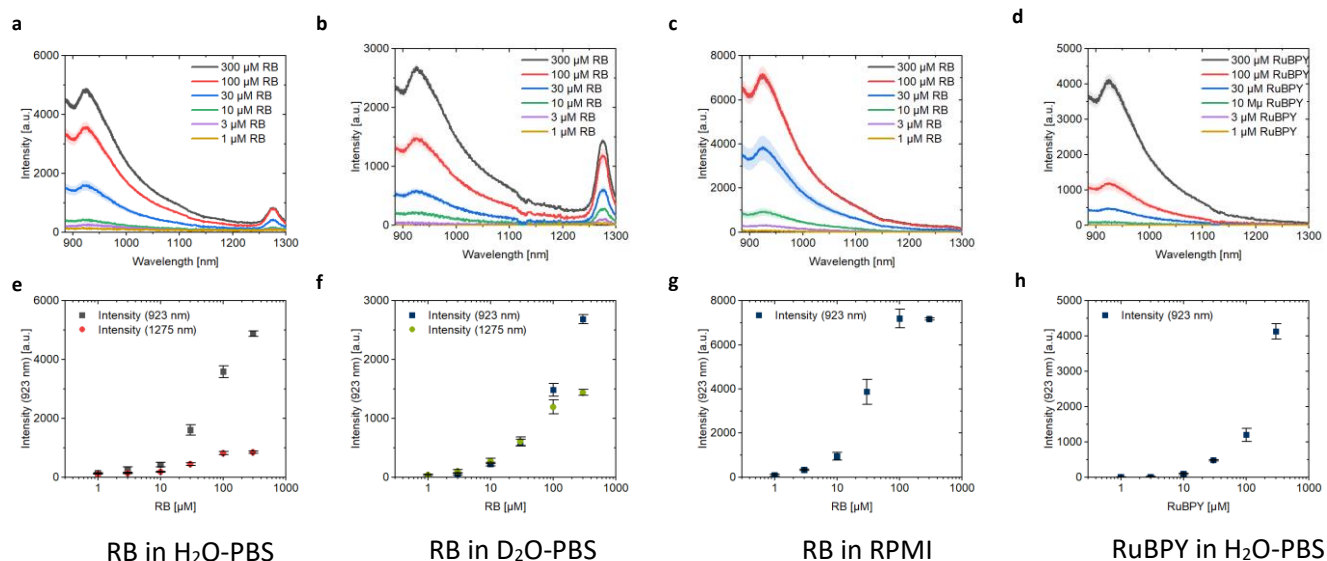 a
6000
4000
2000
0
900
1000
1100
1200
1300
Intensity [a.u.]
Wavelength [nm]
300 µM RB
100 µM RB
30 µM RB
10 µM RB
3 µM RB
1 µM RB
b
3000
2000
1000
0
900
1000
1100
1200
1300
Intensity [a.u.]
Wavelength [nm]
300 µM RB
100 µM RB
30 µM RB
10 µM RB
3 µM RB
1 µM RB
c
8000
6000
4000
2000
0
900
1000
1100
1200
1300
Intensity [a.u.]
Wavelength [nm]
300 µM RB
100 µM RB
30 µM RB
10 µM RB
3 µM RB
1 µM RB
d
5000
4000
3000
2000
1000
0
900
1000
1100
1200
1300
Intensity [a.u.]
Wavelength [nm]
300 µM RuBPY
100 µM RuBPY
30 µM RuBPY
10 Mµ RuBPY
3 µM RuBPY
1 µM RuBPY
e
6000
4000
2000
0
1
10
100
1000
Intensity (923 nm) [a.u.]
RB [µM]
Intensity (923 nm)
Intensity (1275 nm)
f
3000
2000
1000
0
1
10
100
1000
Intensity (923 nm) [a.u.]
RB [µM]
Intensity (923 nm)
Intensity (1275 nm)
g
8000
6000
4000
2000
0
1
10
100
1000
Intensity (923 nm) [a.u.]
RB [µM]
Intensity (923 nm)
h
5000
4000
3000
2000
1000
0
1
10
100
1000
Intensity (923 nm) [a.u.]
RuBPY [µM]
Intensity (923 nm)
RB in H₂O-PBS
RB in D₂O-PBS
RB in RPMI
RuBPY in H₂O-PBS